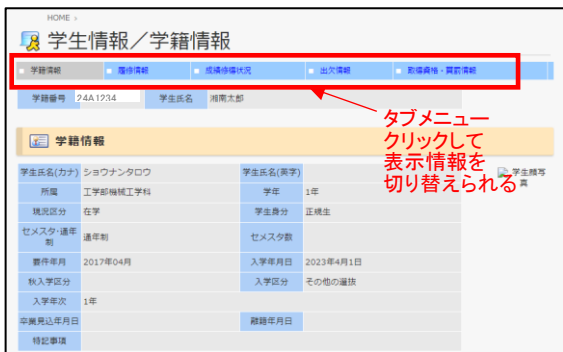 HOME >
学生情報／学籍情報
学籍情報 履修情報 成績修得状況 出欠情報 取得資格・賞罰情報
学籍番号 24A1234 学生氏名 湘南太郎
タブメニュー
クリックして
表示情報を
切り替えられる
学籍情報
学生氏名(カナ) ショウナンタロウ 学生氏名(英字)
学生顔写真
所属 工学部機械工学科 学年 1年
現況区分 在学 学生身分 正規生
セメスタ・通年制 通年制 セメスタ数
要件年月 2017年04月 入学年月日 2023年4月1日
秋入学区分 入学区分 その他の選抜
入学年次 1年
卒業見込年月日 離籍年月日
特記事項